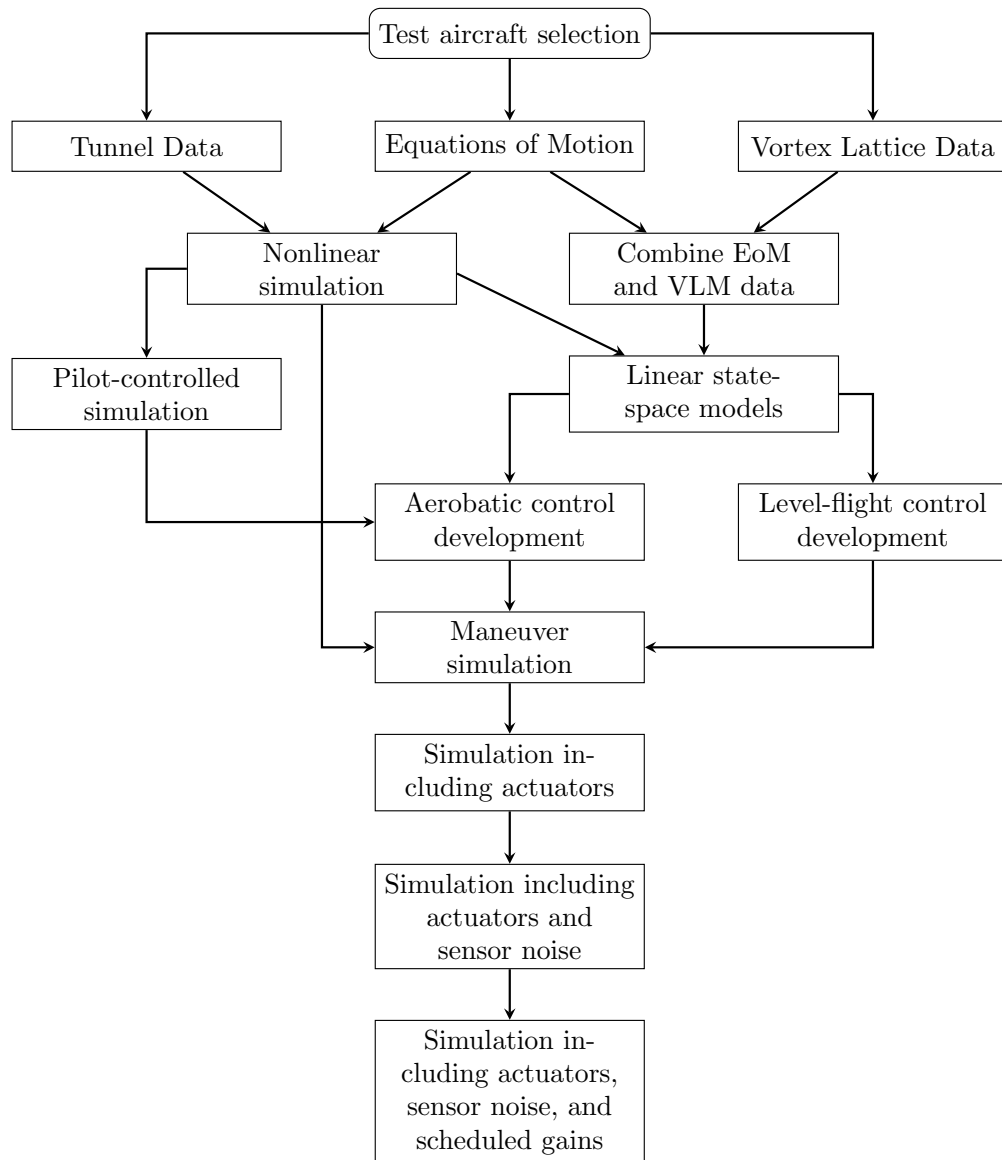 Test aircraft selection
Tunnel Data
Equations of Motion
Vortex Lattice Data
Nonlinear
simulation
Combine EoM
and VLM data
Pilot-controlled
simulation
Linear state-
space models
Aerobatic control
development
Level-flight control
development
Maneuver
simulation
Simulation in-
cluding actuators
Simulation including
actuators and
sensor noise
Simulation in-
cluding actuators,
sensor noise, and
scheduled gains